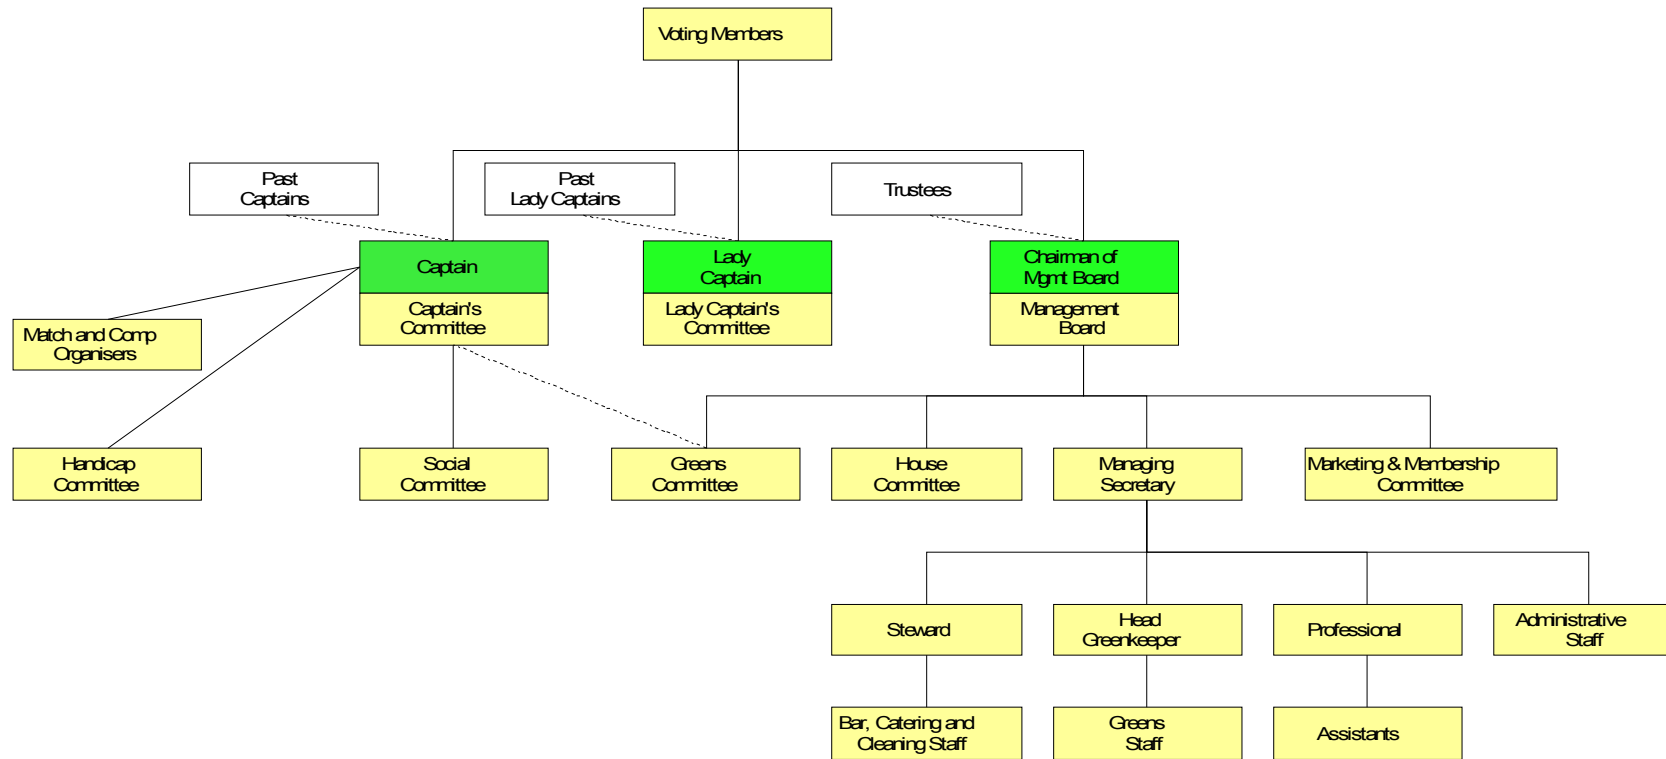 Voting Members
Past
Captains
Past
Lady Captains
Trustees
Captain
Lady
Captain
Chairman of
Mgmt Board
Captain's
Committee
Lady Captain's
Committee
Management
Board
Match and Comp
Organisers
Handicap
Committee
Social
Committee
Greens
Committee
House
Committee
Managing
Secretary
Marketing & Membership
Committee
Steward
Head
Greenkeeper
Professional
Administrative
Staff
Bar, Catering and
Cleaning Staff
Greens
Staff
Assistants